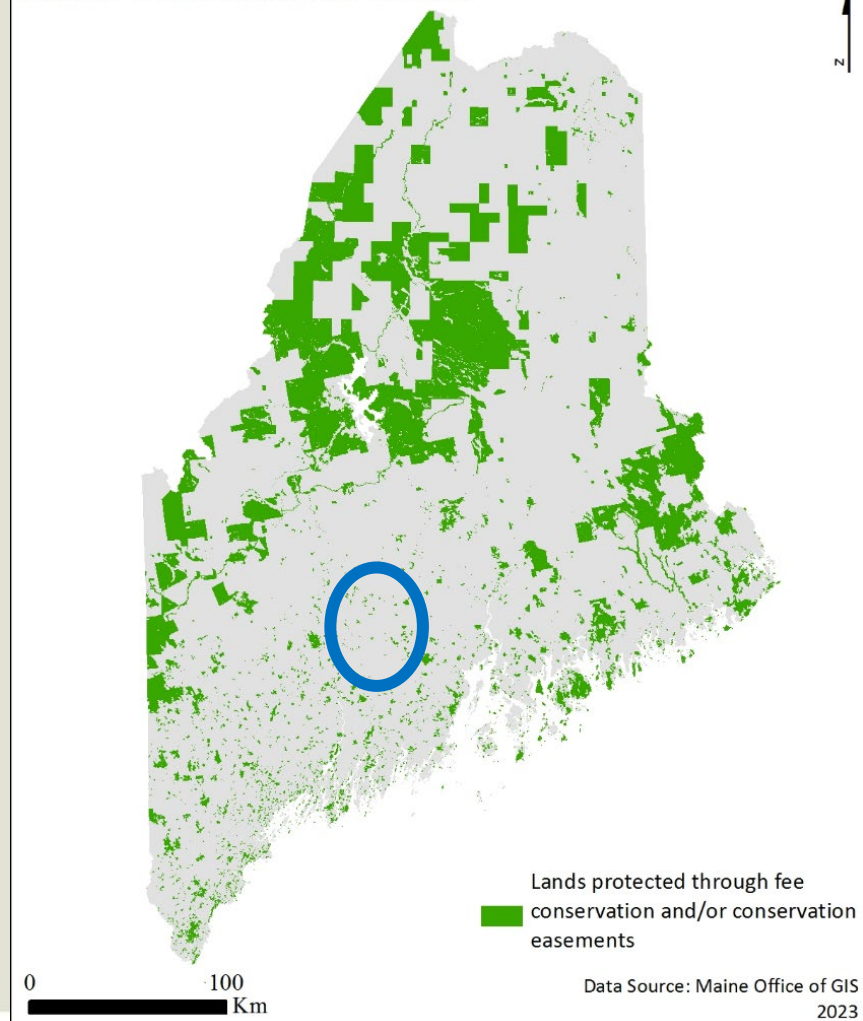 z
Lands protected through fee
conservation and/or conservation
easements
0 100
Km
Data Source: Maine Office of GIS
2023